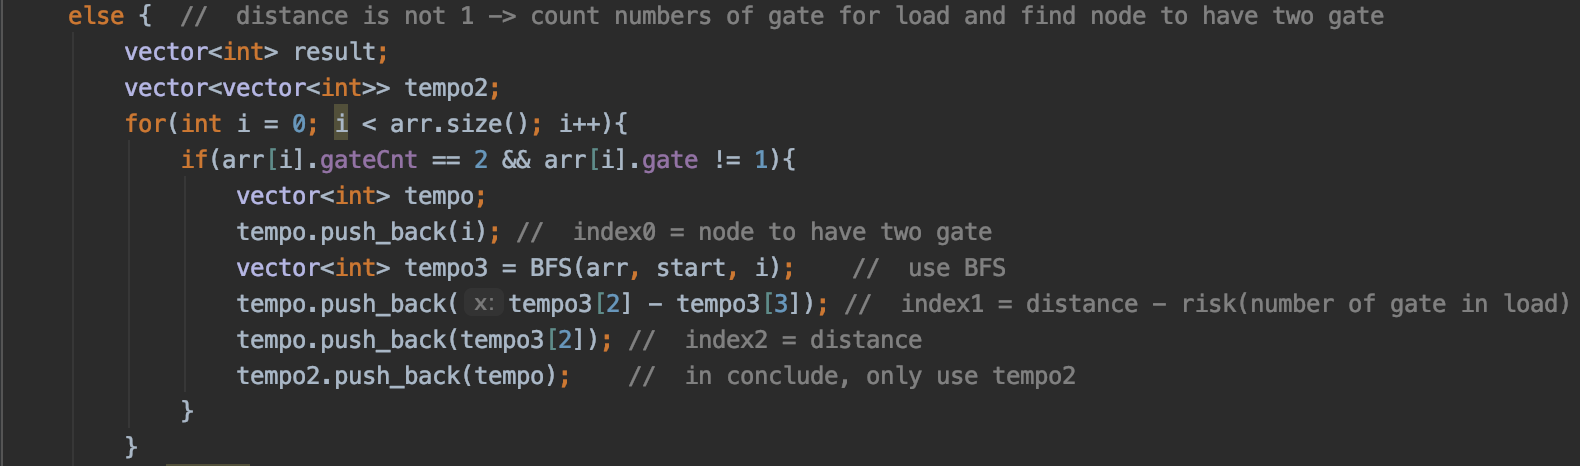 else {  //  distance is not 1 -> count numbers of gate for load and find node to have two gate
    vector<int> result;
    vector<vector<int>> tempo2;
    for(int i = 0; i < arr.size(); i++){
        if(arr[i].gateCnt == 2 && arr[i].gate != 1){
            vector<int> tempo;
            tempo.push_back(i); //  index0 = node to have two gate
            vector<int> tempo3 = BFS(arr, start, i);    //  use BFS
            tempo.push_back( x: tempo3[2] - tempo3[3]); //  index1 = distance - risk(number of gate in load)
            tempo.push_back(tempo3[2]); //  index2 = distance
            tempo2.push_back(tempo);    //  in conclude, only use tempo2
        }
    }